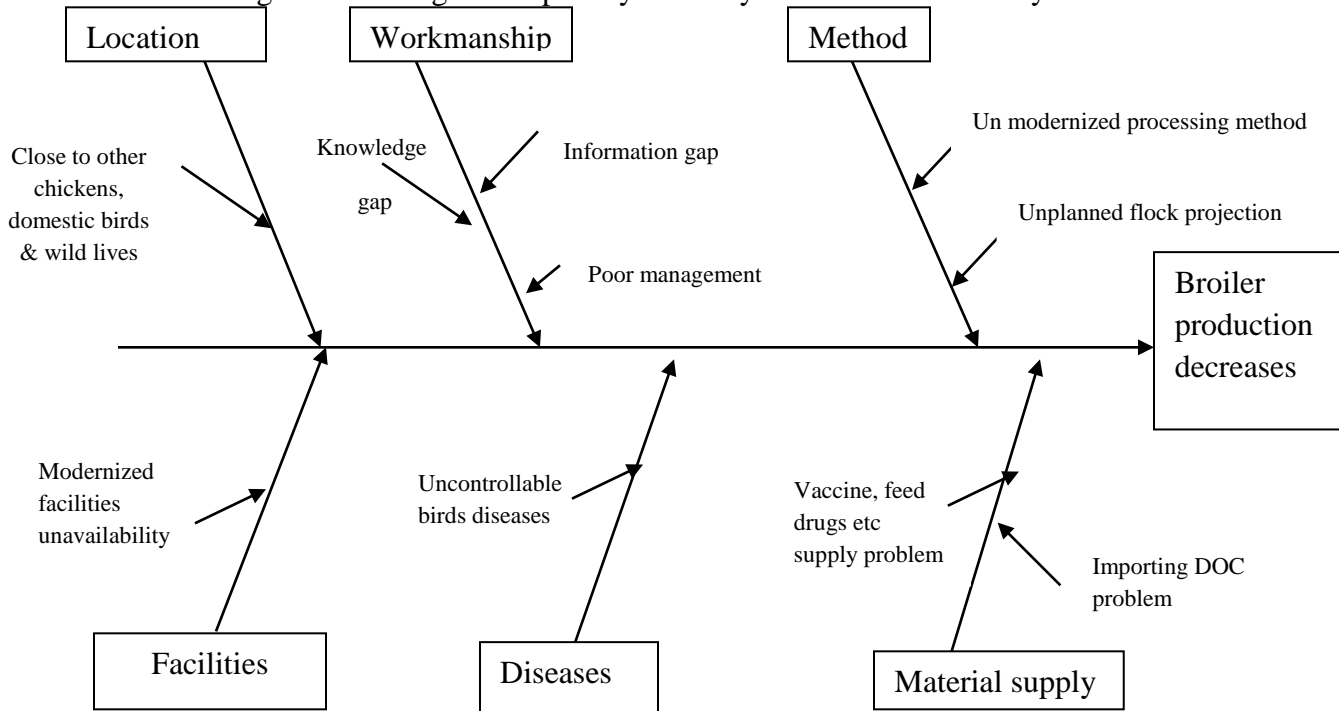 Location
Workmanship
Method
Un modernized processing method
Knowledge
gap
Information gap
Close to other
chickens,
domestic birds
& wild lives
Unplanned flock projection
Poor management
Broiler
production
decreases
Modernized
facilities
unavailability
Uncontrollable
birds diseases
Vaccine, feed
drugs etc
supply problem
Importing DOC
problem
Facilities
Diseases
Material supply